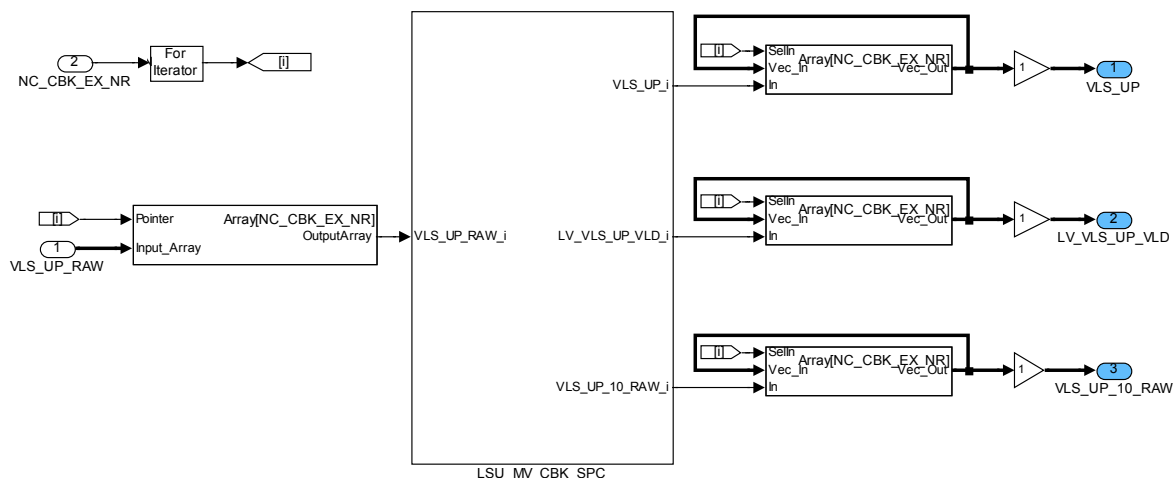 2
NC_CBK_EX_NR
For
Iterator
[i]
[i]
Pointer
Array[NC_CBK_EX_NR]
OutputArray
1
Input_Array
VLS_UP_RAW
VLS_UP_RAW_i
VLS_UP_i
LV_VLS_UP_VLD_i
VLS_UP_10_RAW_i
LSU_MV_CBK_SPC
[i]
SelIn
Array[NC_CBK_EX_NR]
Vec_In
Vec_Out
In
1
1
VLS_UP
[i]
SelIn
Array[NC_CBK_EX_NR]
Vec_In
Vec_Out
In
1
2
LV_VLS_UP_VLD
[i]
SelIn
Array[NC_CBK_EX_NR]
Vec_In
Vec_Out
In
1
3
VLS_UP_10_RAW